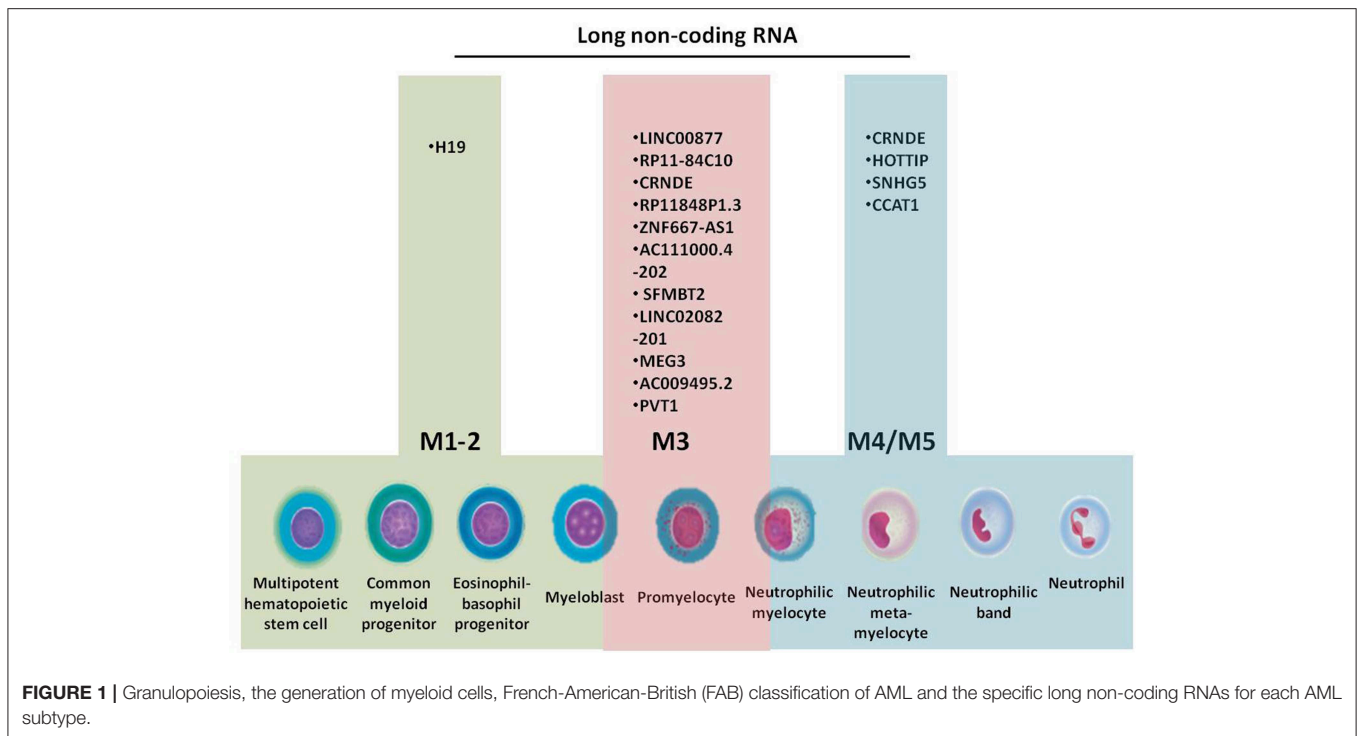 Long non-coding RNA
•H19
•LINC00877
•RP11-84C10
•CRNDE
•RP11848P1.3
•ZNF667-AS1
•AC111000.4
-202
• SFMBT2
•LINC02082
-201
•MEG3
•AC009495.2
•PVT1
•CRNDE
•HOTTIP
•SNHG5
•CCAT1
M1-2
M3
M4/M5
Multipotent
hematopoietic
stem cell
Common
myeloid
progenitor
Eosinophil-
basophil
progenitor
Myeloblast
Promyelocyte
Neutrophilic
myelocyte
Neutrophilic
meta-
myelocyte
Neutrophilic
band
Neutrophil
FIGURE 1 | Granulopoiesis, the generation of myeloid cells, French-American-British (FAB) classification of AML and the specific long non-coding RNAs for each AML
subtype.